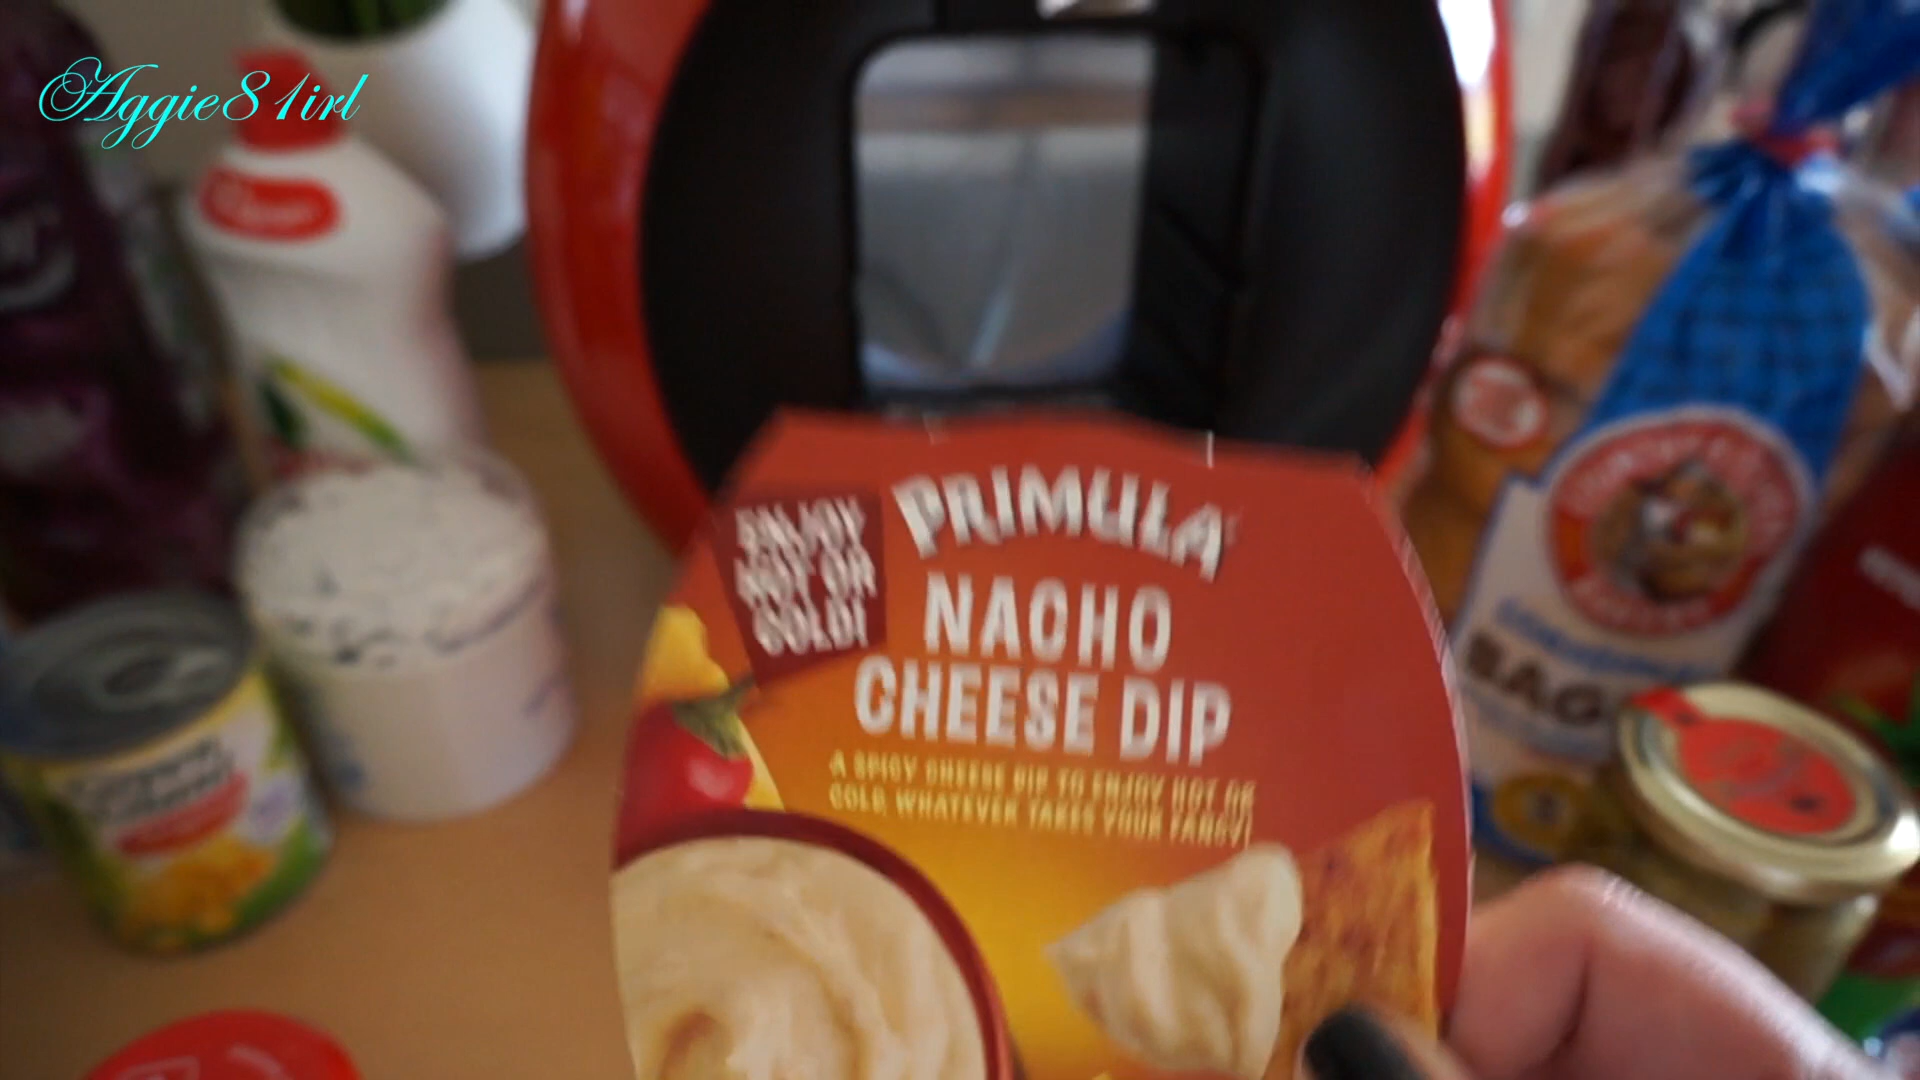 Aggie81irl
PRIMULA
ENJOY
HOT OR
COLD!
NACHO
CHEESE DIP
A SPICY CHEESE DIP TO ENJOY HOT OR
COLD, WHATEVER TAKES YOUR FANCY!